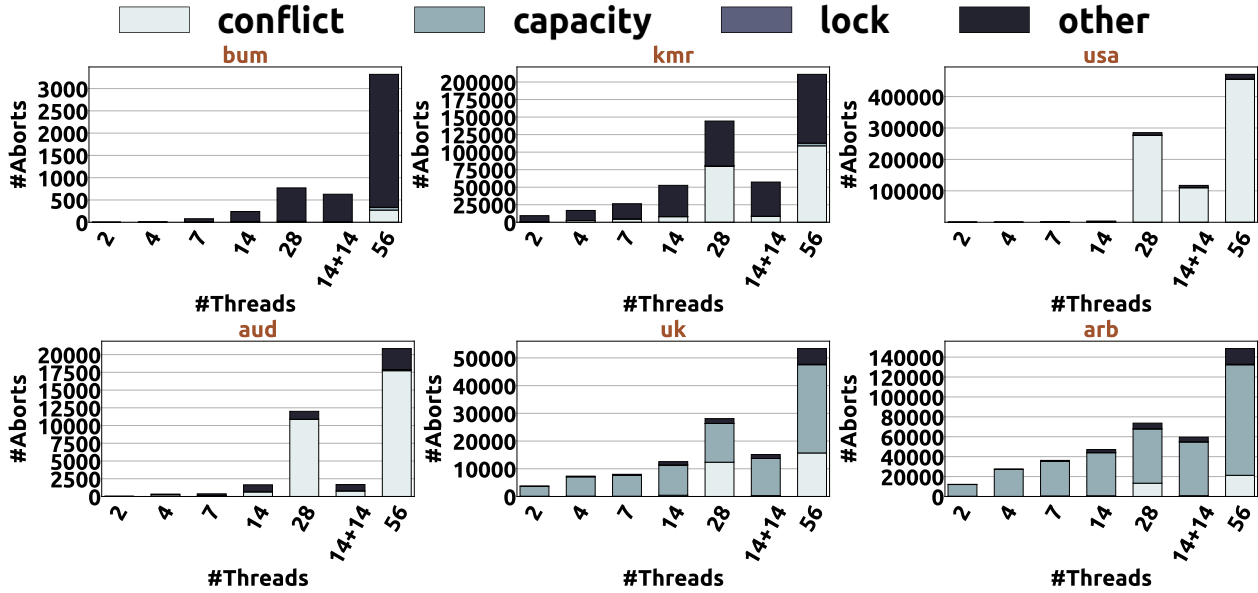 conflict capacity lock other
bum kmr usa
#Aborts
3000
2500
2000
1500
1000
500
0
2 4 7 14 28 14+14 56
#Threads
#Aborts
200000
175000
150000
125000
100000
75000
50000
25000
0
2 4 7 14 28 14+14 56
#Threads
#Aborts
400000
300000
200000
100000
2 4 7 14 28 14+14 56
#Threads
aud uk arb
#Aborts
20000
17500
15000
12500
10000
7500
5000
2500
0
2 4 7 14 28 14+14 56
#Threads
#Aborts
50000
40000
30000
20000
10000
0
2 4 7 14 28 14+14 56
#Threads
#Aborts
140000
120000
100000
80000
60000
40000
20000
0
2 4 7 14 28 14+14 56
#Threads